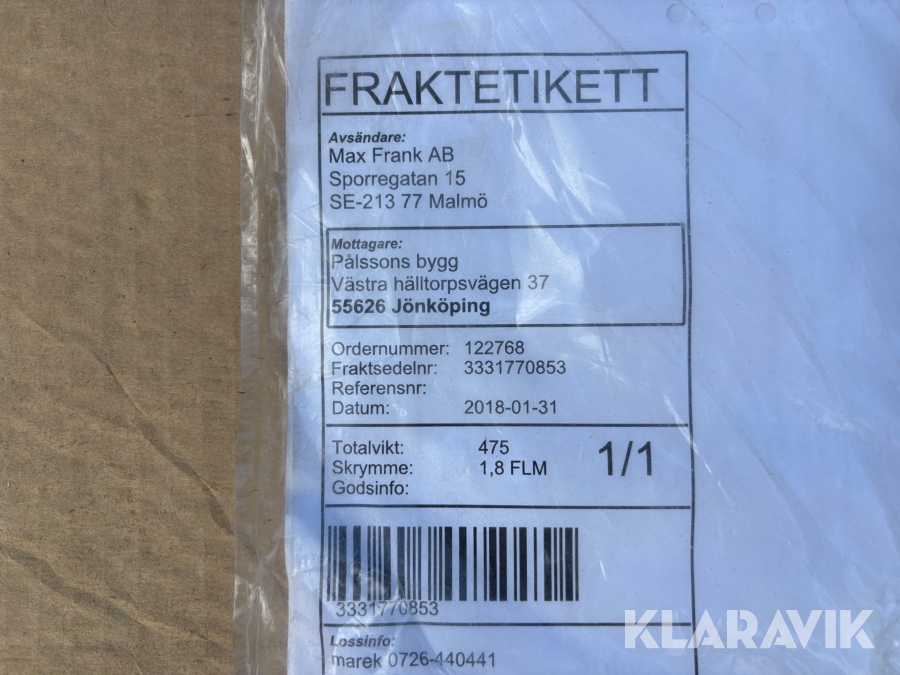 FRAKTETIKETT
Avsändare:
Max Frank AB
Sporregatan 15
SE-213 77 Malmö
Mottagare:
Pålssons bygg
Västra hälltorpsvägen 37
55626 Jönköping
Ordernummer: 122768
Fraktsedelnr: 3331770853
Referensnr:
Datum: 2018-01-31
Totalvikt: 475
Skrymme: 1,8 FLM
Godsinfo:
1/1
3331770853
Lossinfo:
marek 0726-440441
KLARAVIK